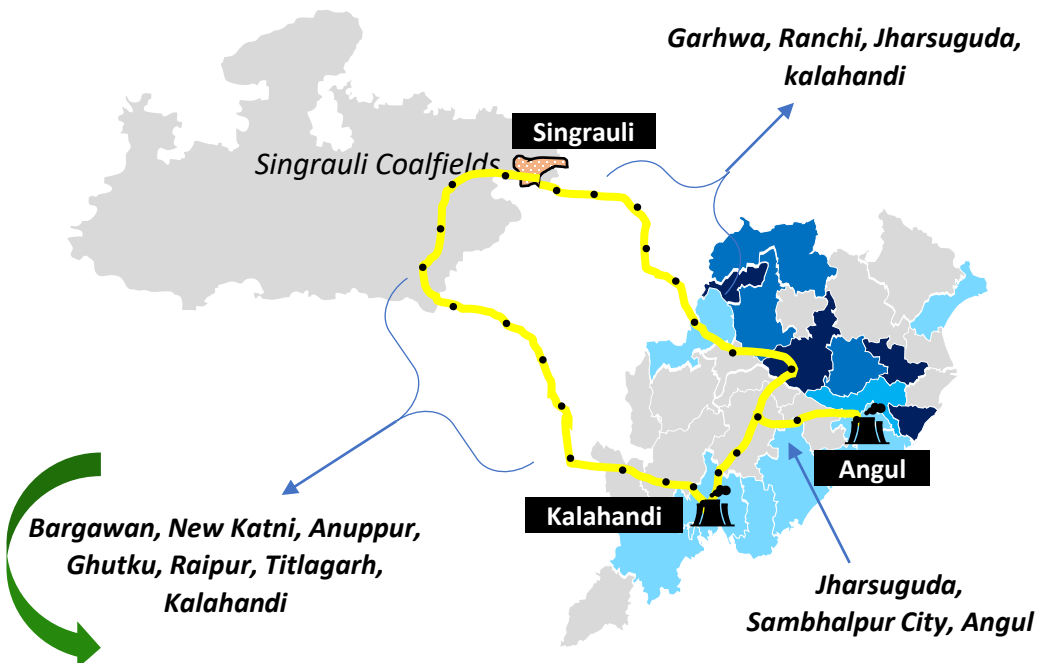 Garhwa, Ranchi, Jharsuguda,
kalahandi
Singrauli
Singrauli Coalfields
Angul
Kalahandi
Bargawan, New Katni, Anuppur,
Ghutku, Raipur, Titlagarh,
Kalahandi
Jharsuguda,
Sambhalpur City, Angul